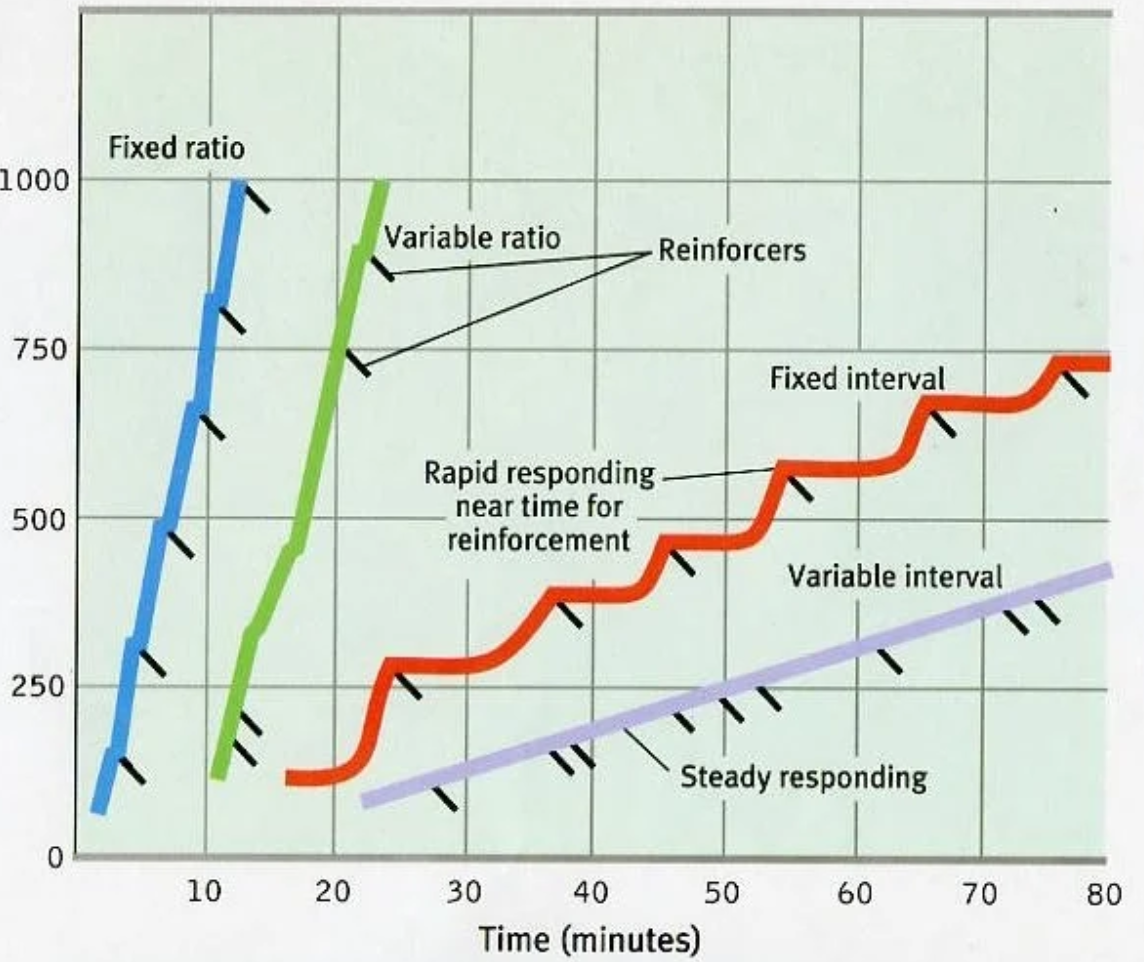 Fixed ratio
1000
Variable ratio
Reinforcers
750
Fixed interval
Rapid responding
near time for
reinforcement
500
Variable interval
250
Steady responding
0
10 20 30 40 50 60 70 80
Time (minutes)